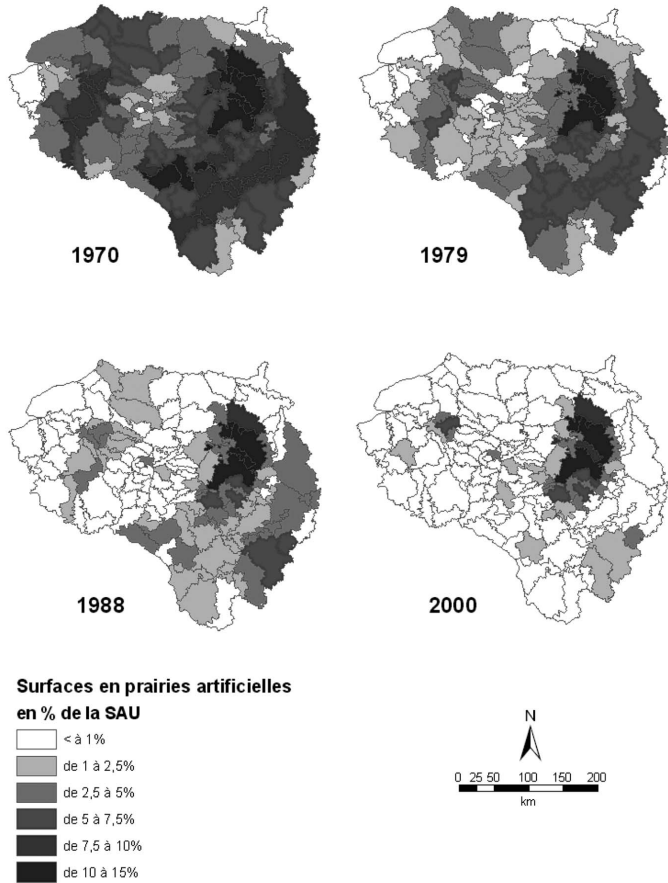 1970
1979
1988
2000
Surfaces en prairies artificielles
en % de la SAU
< à 1%
de 1 à 2,5%
de 2,5 à 5%
de 5 à 7,5%
de 7,5 à 10%
de 10 à 15%
N
0 25 50 100 150 200
km